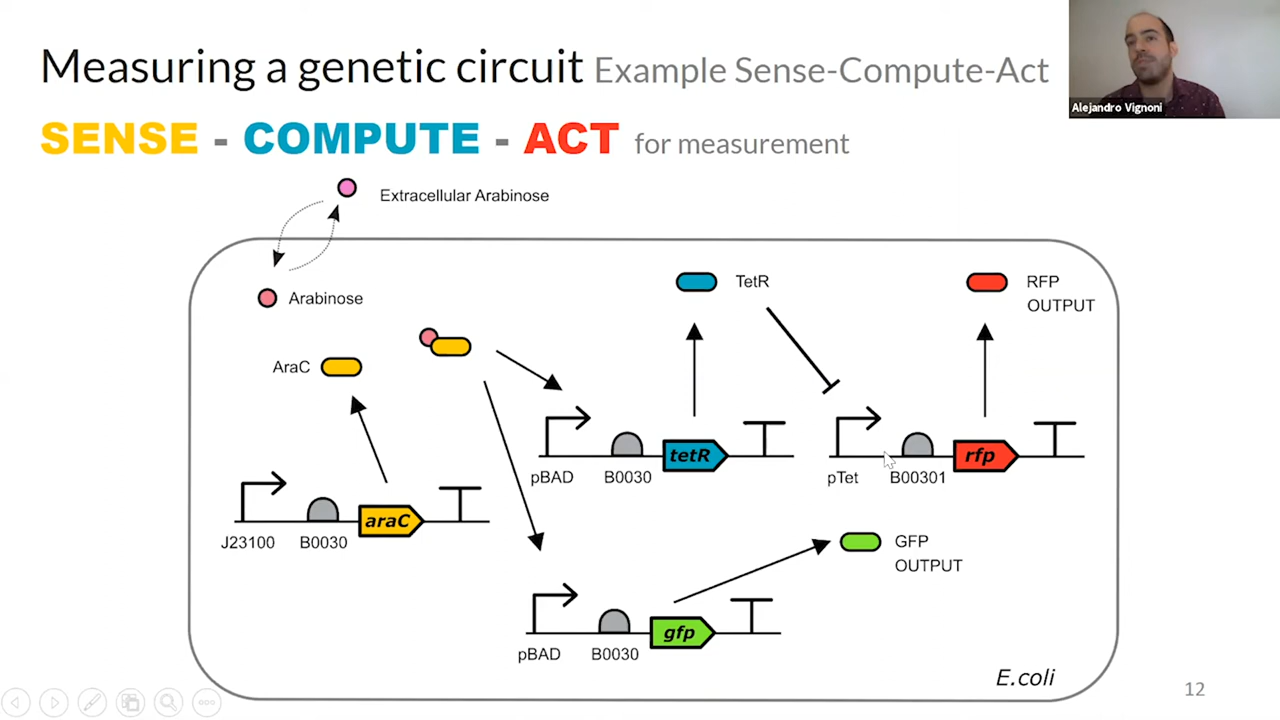 Measuring a genetic circuit Example Sense-Compute-Act
SENSE - COMPUTE - ACT for measurement
Alejandro Vignoni
Extracellular Arabinose
Arabinose
AraC
TetR
RFP
OUTPUT
pBAD
B0030
tetR
pTet
B00301
rfp
J23100
B0030
araC
GFP
OUTPUT
pBAD
B0030
gfp
E.coli
12